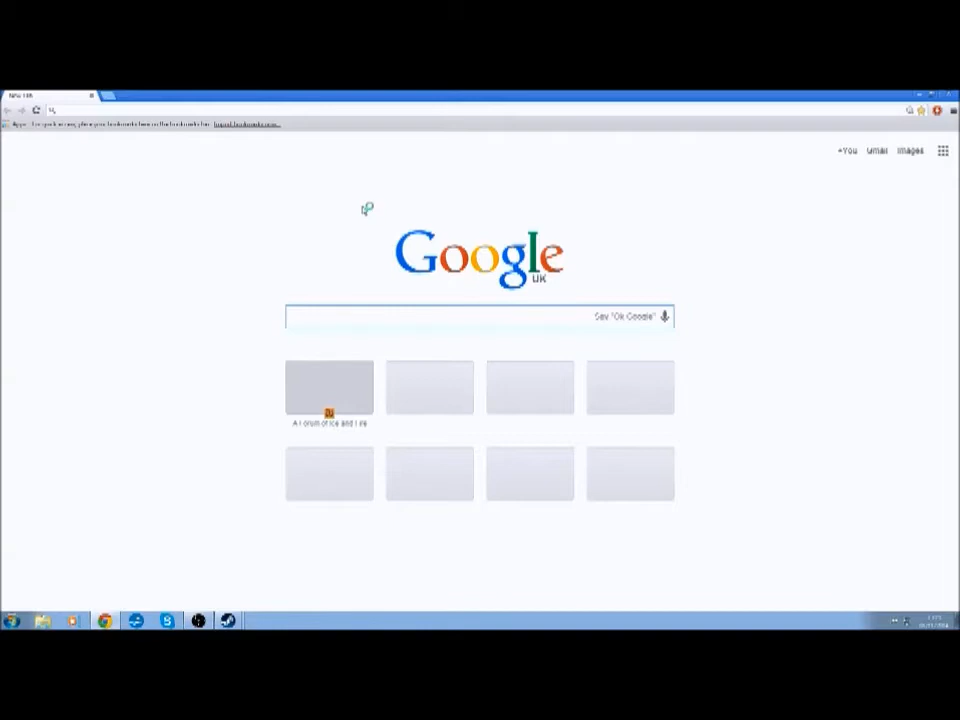 New Tab
Apps For quick access, place your bookmarks here on the bookmarks bar. Import bookmarks now...
+You Gmail Images
Google
UK
Say "Ok Google"
A Forum of Ice and Fire